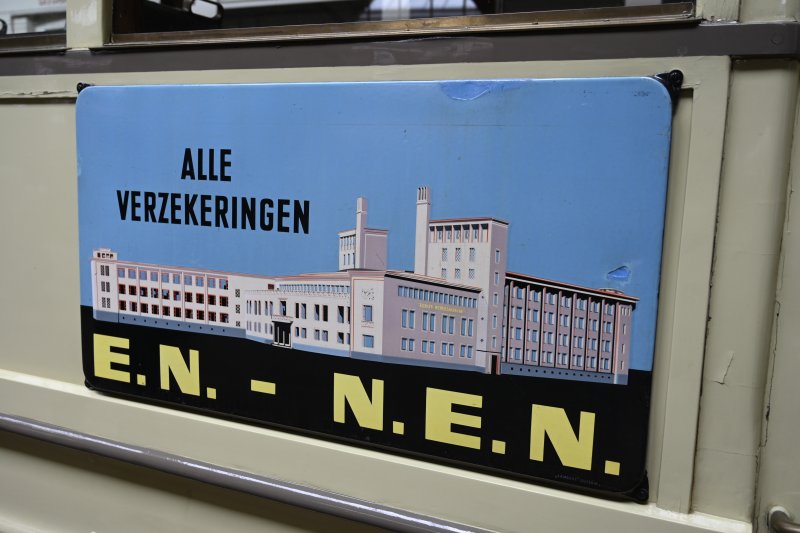 ALLE
VERZEKERINGEN
E.N. - N.E.N.